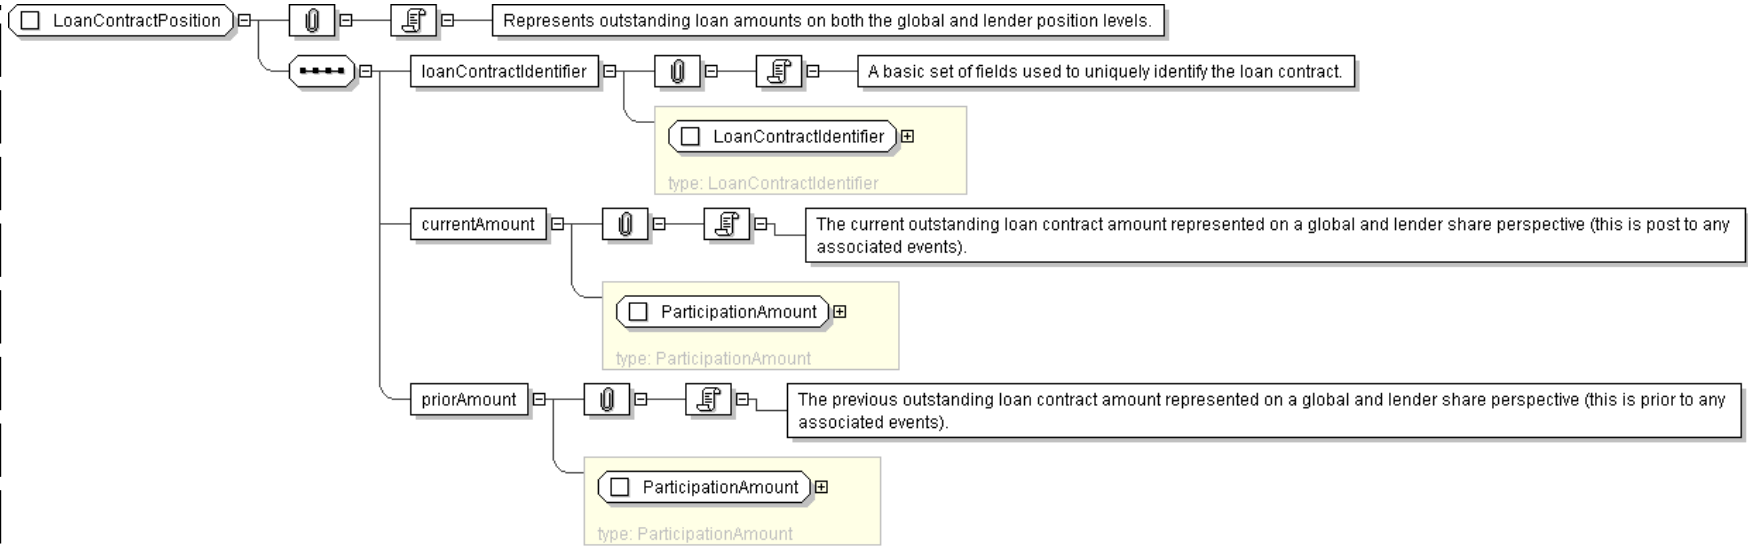 LoanContractPosition
Represents outstanding loan amounts on both the global and lender position levels.
loanContractIdentifier
A basic set of fields used to uniquely identify the loan contract.
LoanContractIdentifier
type: LoanContractIdentifier
currentAmount
The current outstanding loan contract amount represented on a global and lender share perspective (this is post to any
associated events).
ParticipationAmount
type: ParticipationAmount
priorAmount
The previous outstanding loan contract amount represented on a global and lender share perspective (this is prior to any
associated events).
ParticipationAmount
type: ParticipationAmount